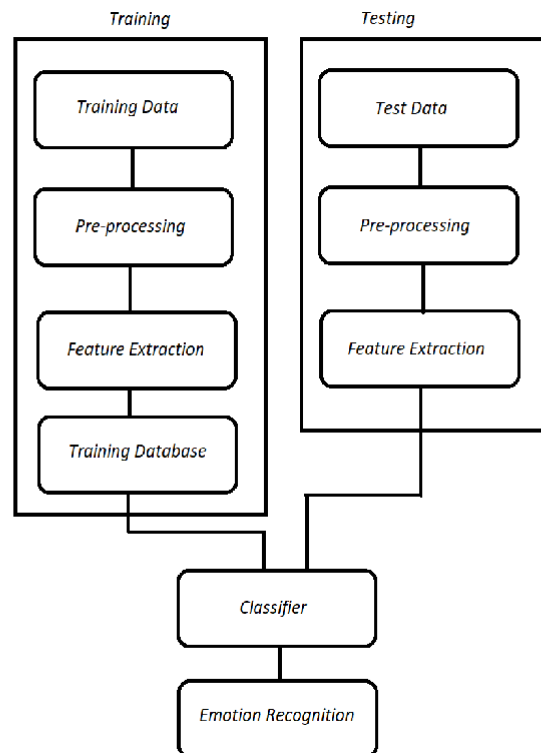 Training
Training Data
Pre-processing
Feature Extraction
Training Database
Testing
Test Data
Pre-processing
Feature Extraction
Classifier
Emotion Recognition